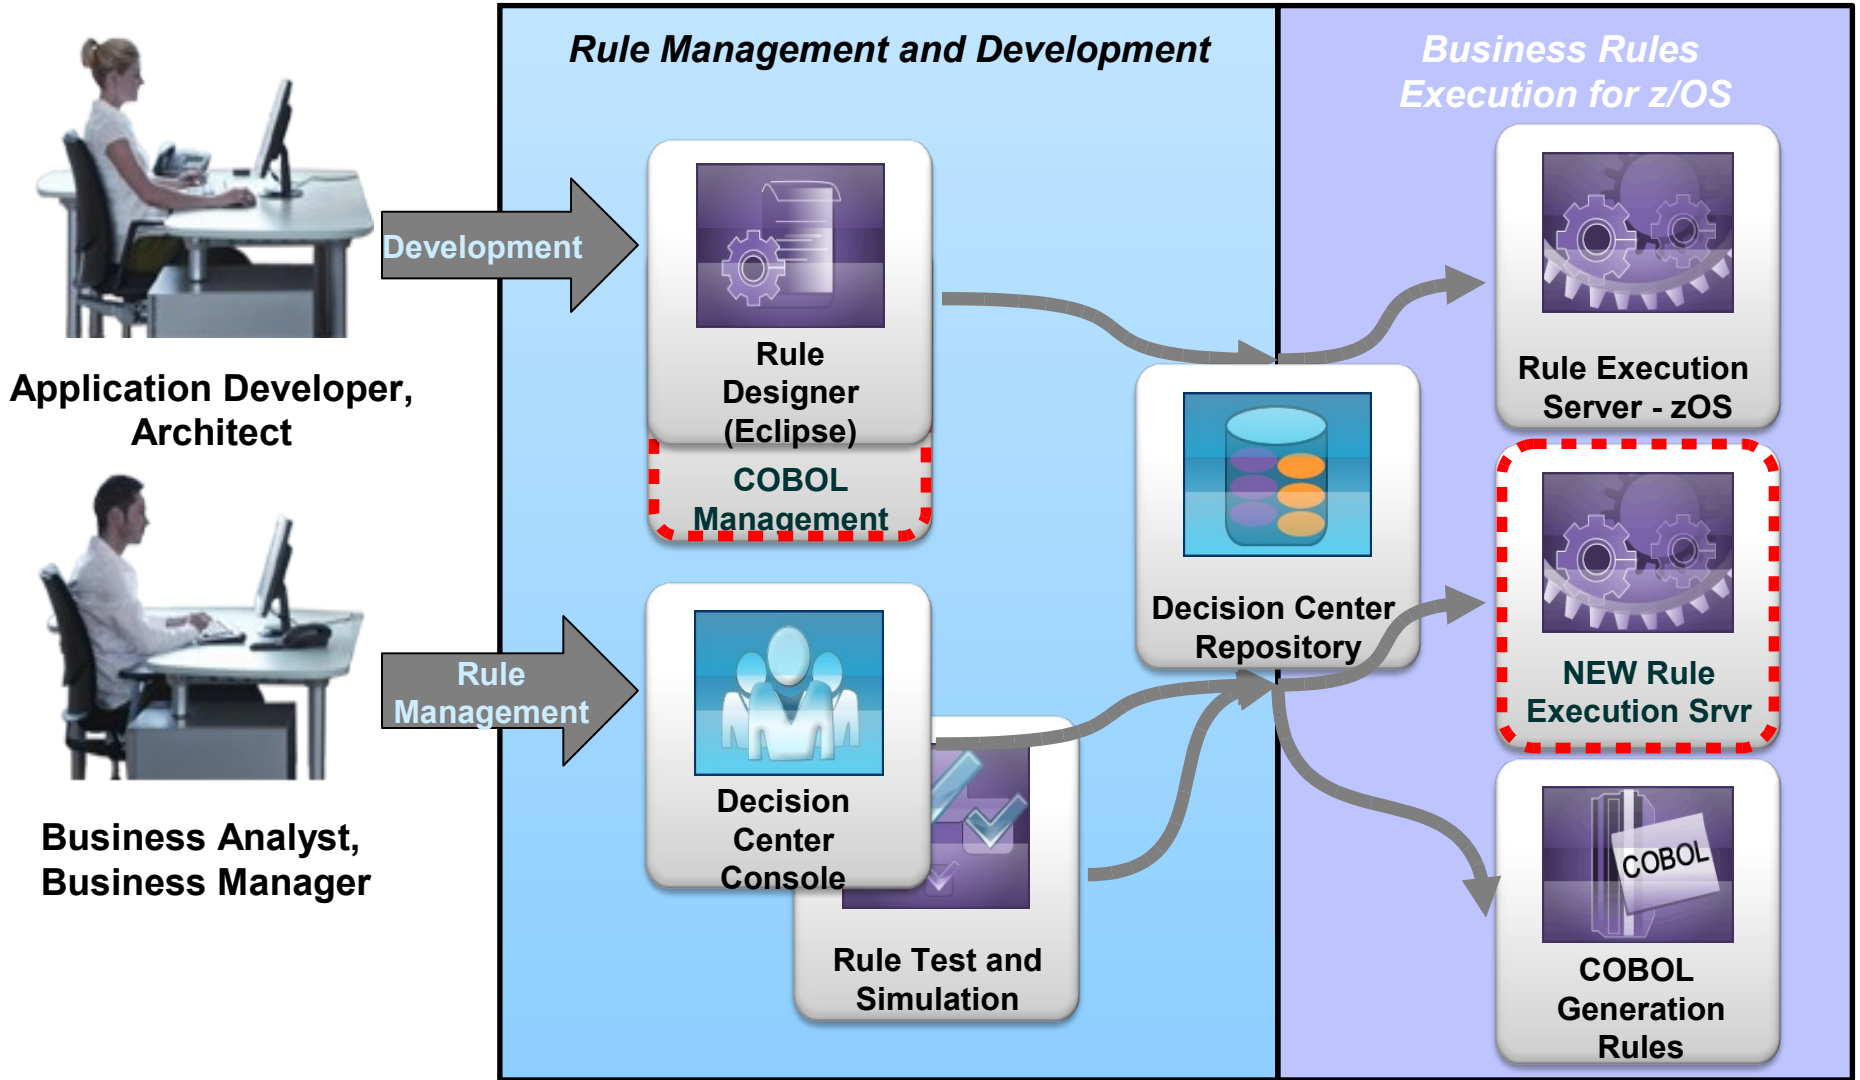 Rule Management and Development
Business Rules
Execution for z/OS
Development
Rule
Designer
(Eclipse)
COBOL
Management
Application Developer,
Architect
Rule
Management
Decision
Center
Console
Rule Test and
Simulation
Business Analyst,
Business Manager
Decision Center
Repository
Rule Execution
Server - zOS
NEW Rule
Execution Srvr
COBOL
COBOL
Generation
Rules